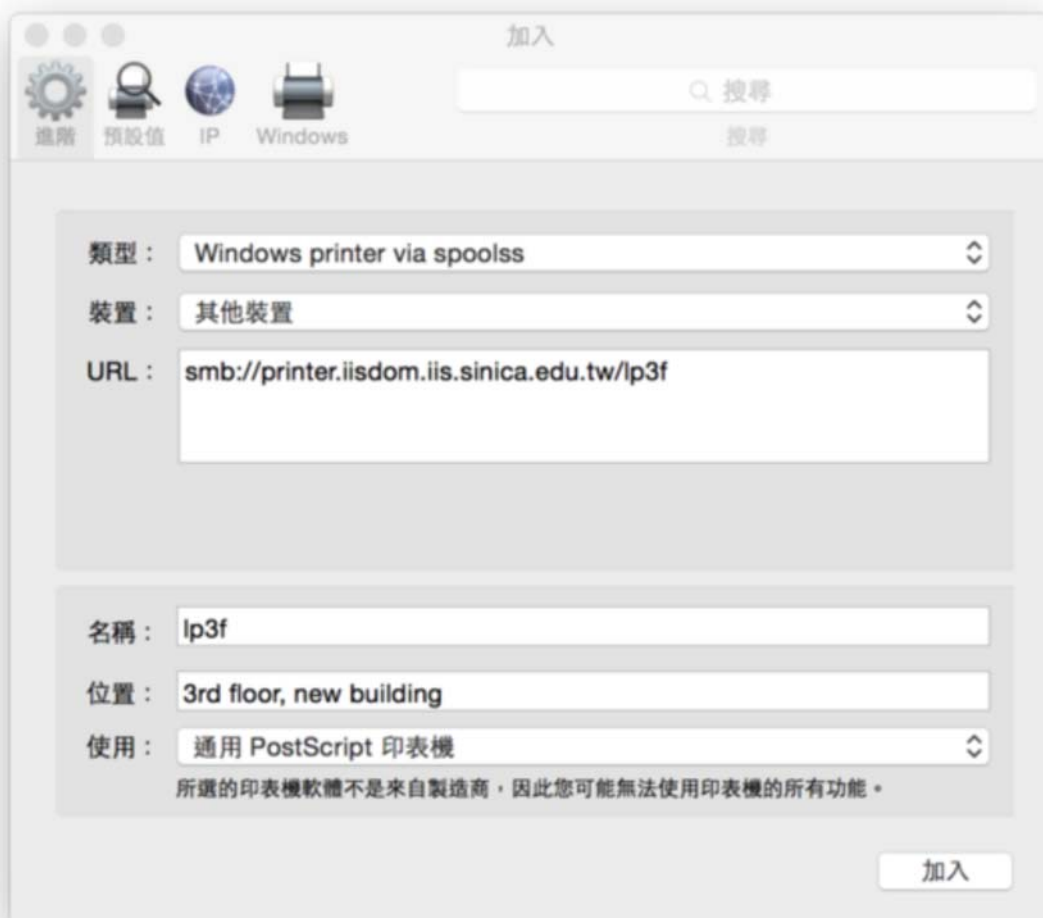 加入
進階 預設值 IP Windows
搜尋
搜尋
類型： Windows printer via spoolss
裝置： 其他裝置
URL： smb://printer.iisdom.iis.sinica.edu.tw/lp3f
名稱： lp3f
位置： 3rd floor, new building
使用： 通用 PostScript 印表機
所選的印表機軟體不是來自製造商，因此您可能無法使用印表機的所有功能。
加入